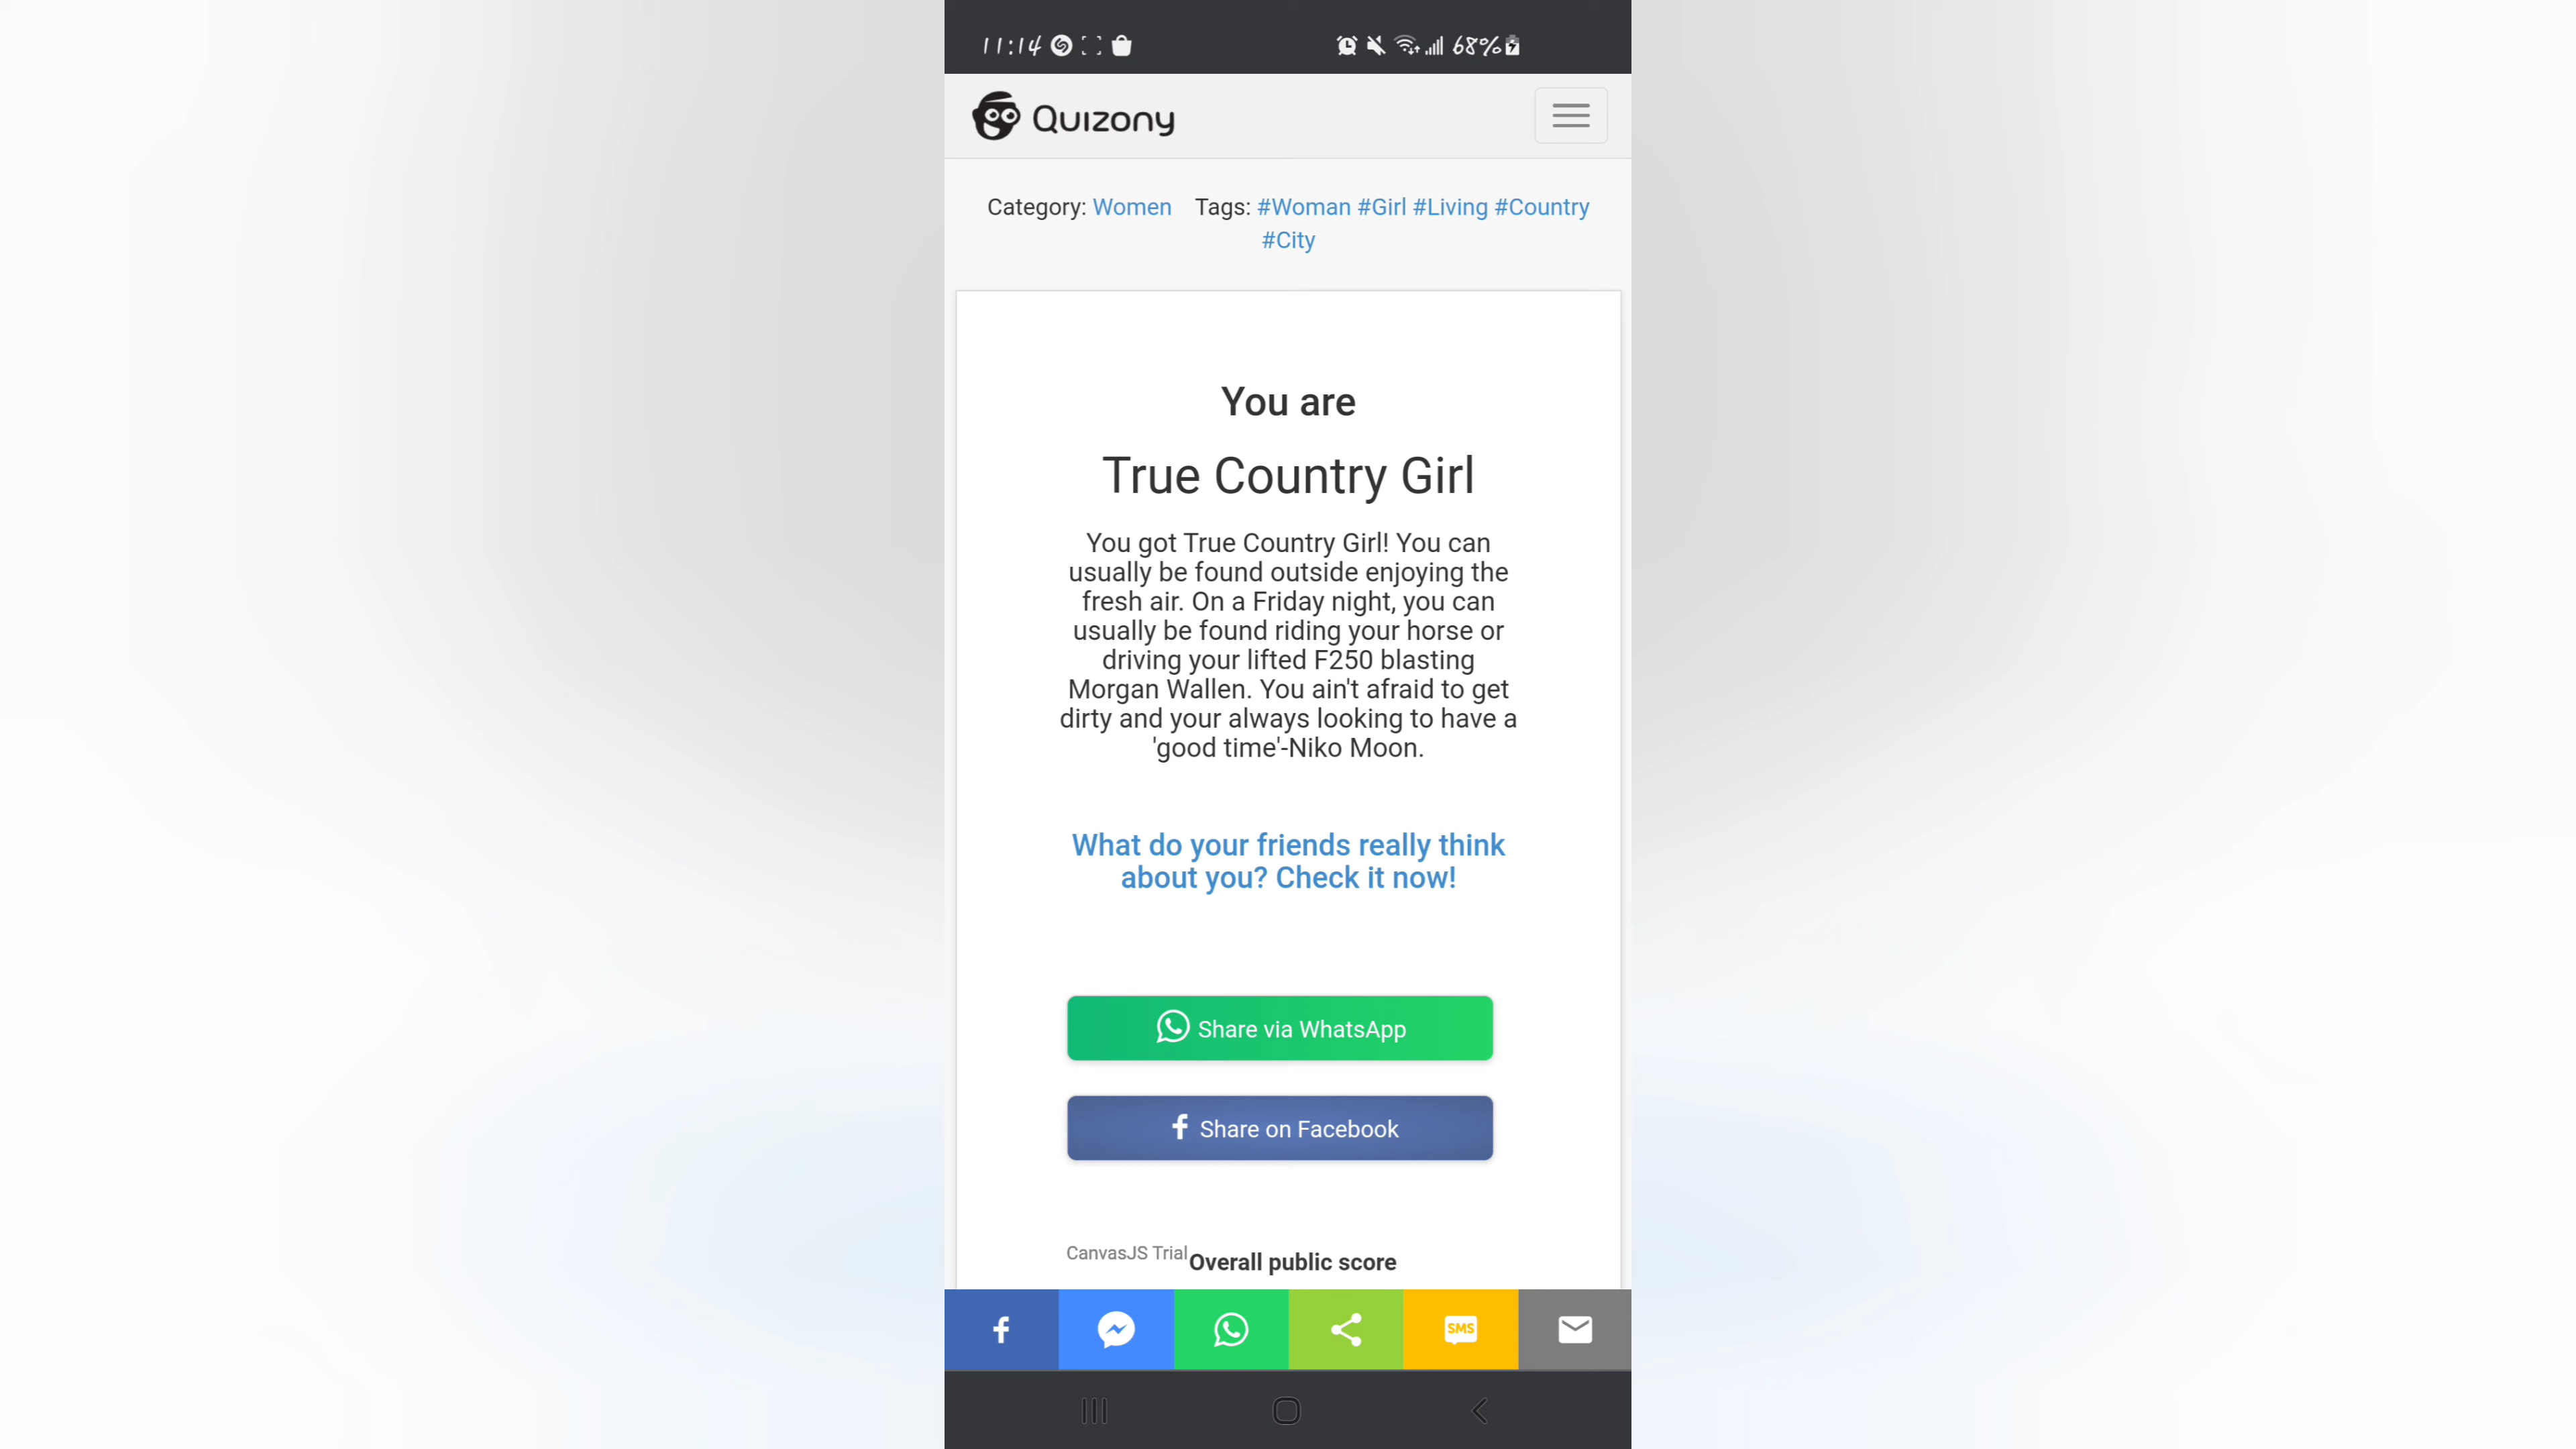 11:14 68%
Quizony
Category: Women Tags: #Woman #Girl #Living #Country
#City
You are
True Country Girl
You got True Country Girl! You can
usually be found outside enjoying the
fresh air. On a Friday night, you can
usually be found riding your horse or
driving your lifted F250 blasting
Morgan Wallen. You ain't afraid to get
dirty and your always looking to have a
'good time'-Niko Moon.
What do your friends really think
about you? Check it now!
Share via WhatsApp
f Share on Facebook
CanvasJS Trial
Overall public score
f SMS